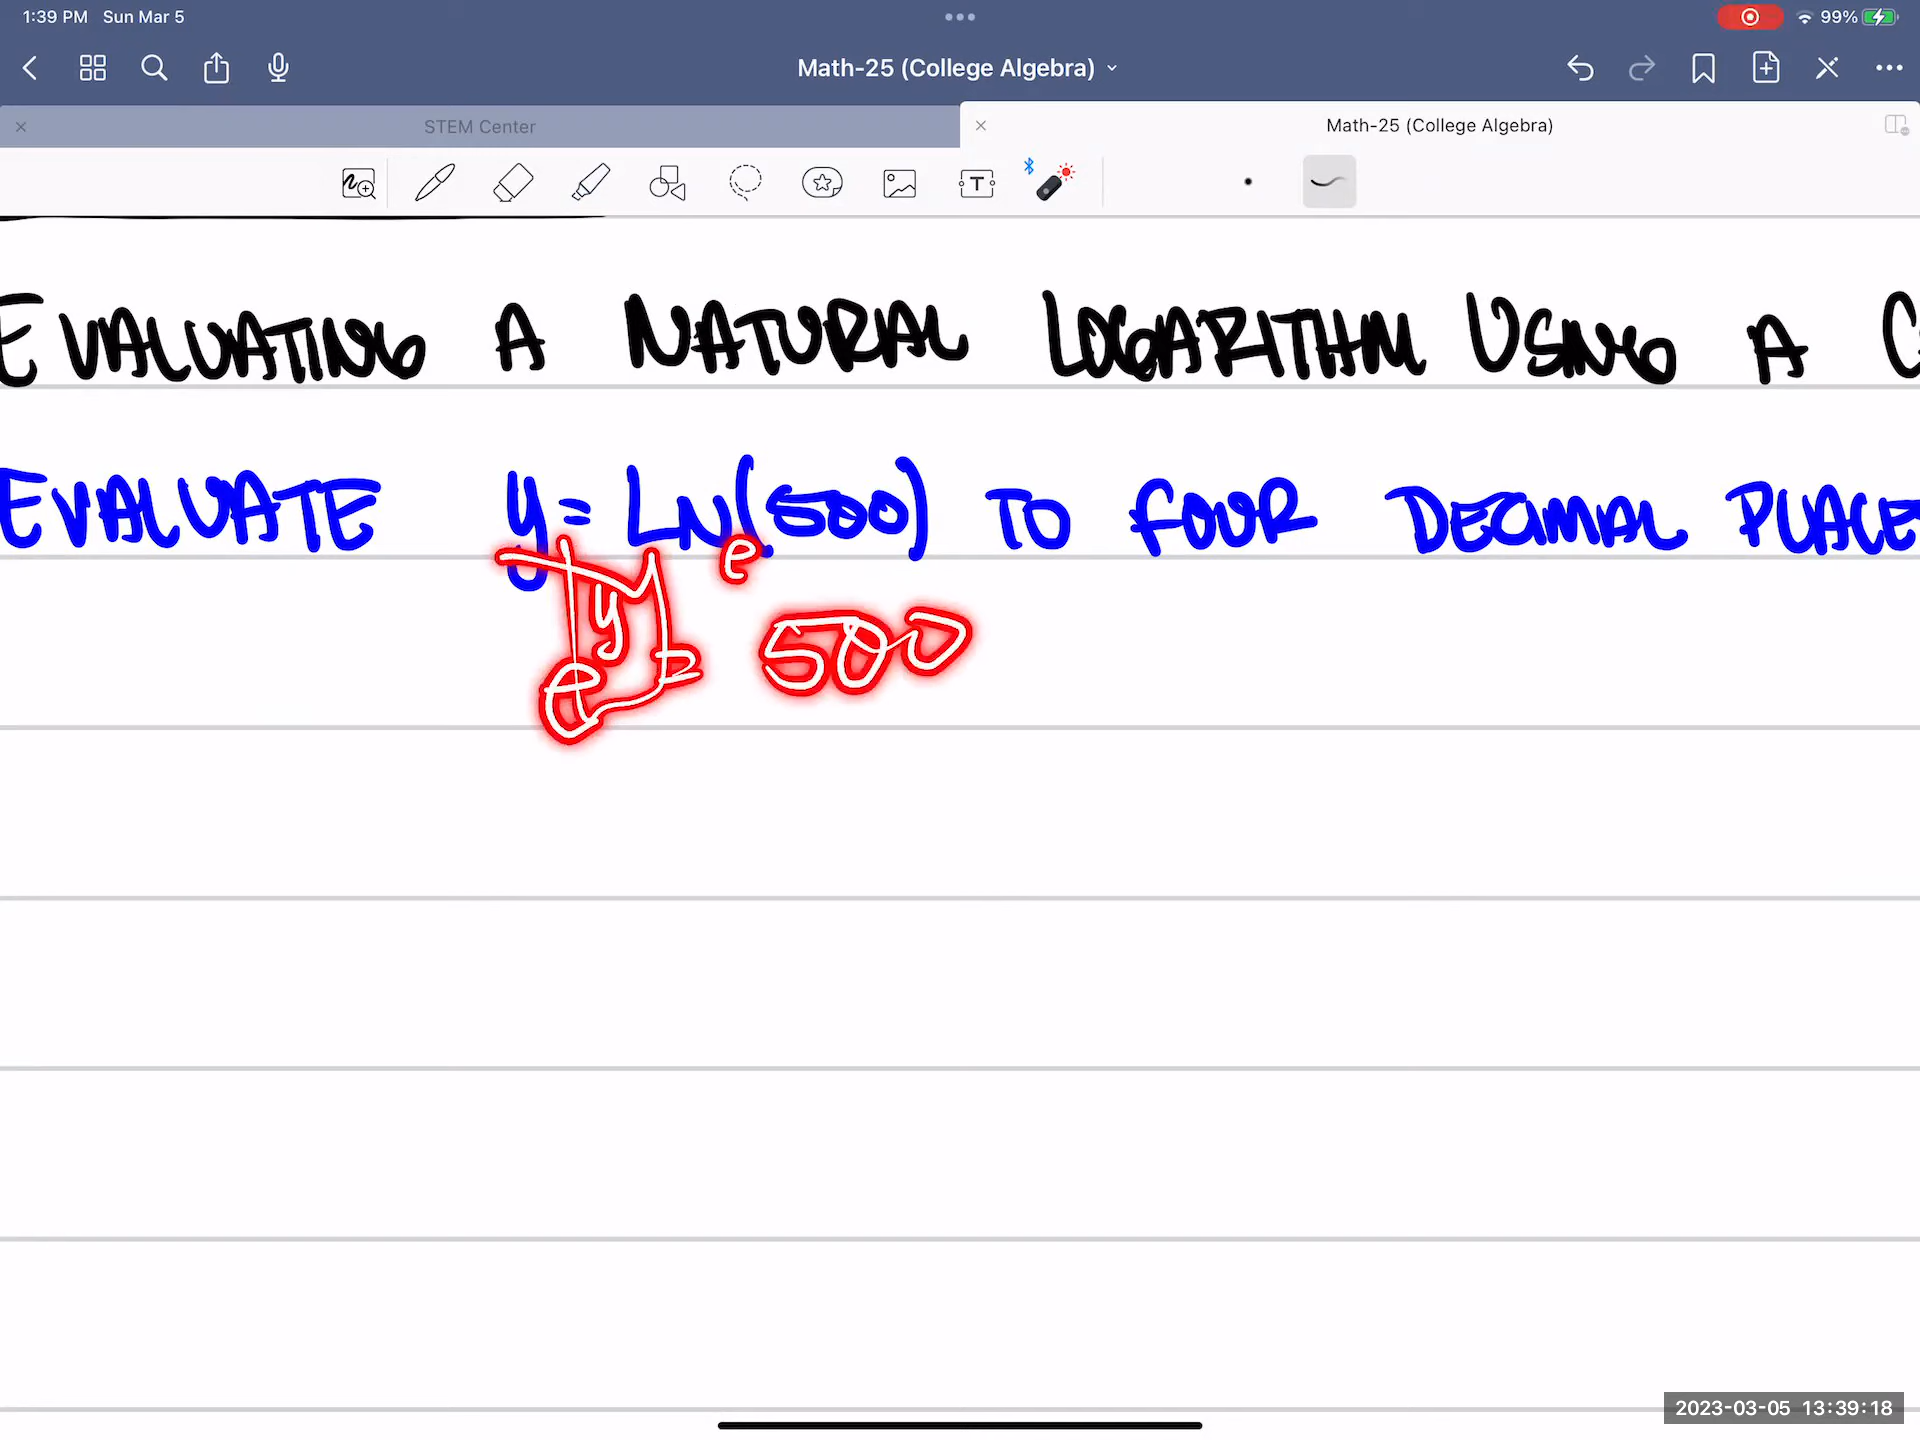 1:39 PM Sun Mar 5
99%
Math-25 (College Algebra)
STEM Center
Math-25 (College Algebra)
T
EVALUATING A NATURAL LOGARITHM USING A C
EVALUATE y = LN(500) TO FOUR DECIMAL PLACE
e
e y = 500
2023-03-05 13:39:18